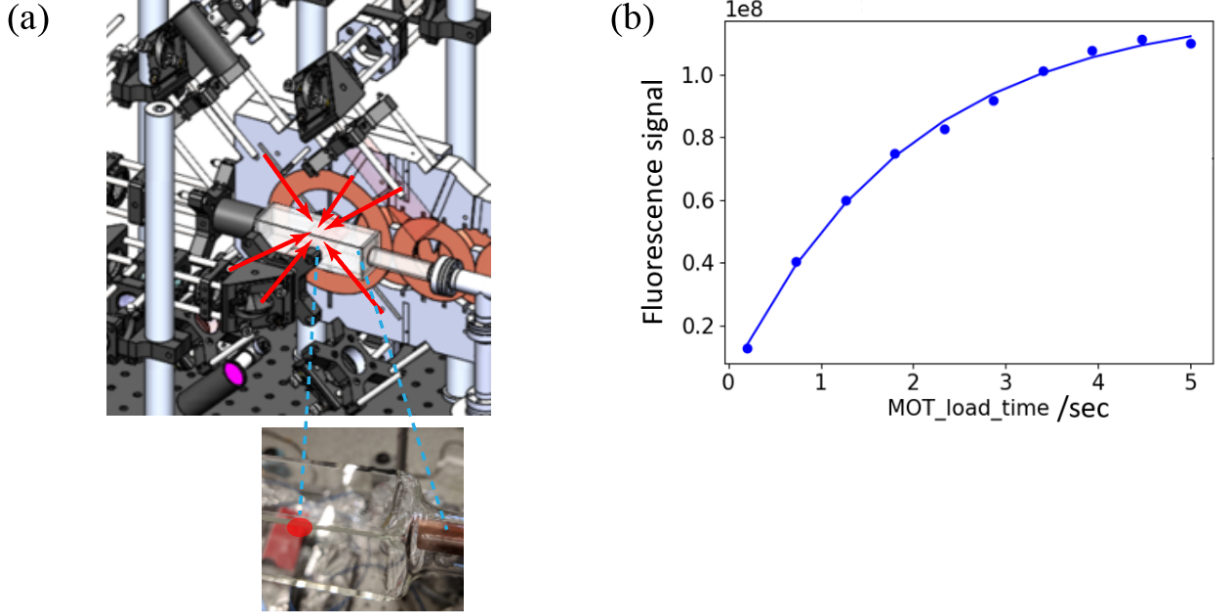 (a)
(b)
1e8
Fluorescence signal
1.0
0.8
0.6
0.4
0.2
0 1 2 3 4 5
MOT_load_time /sec